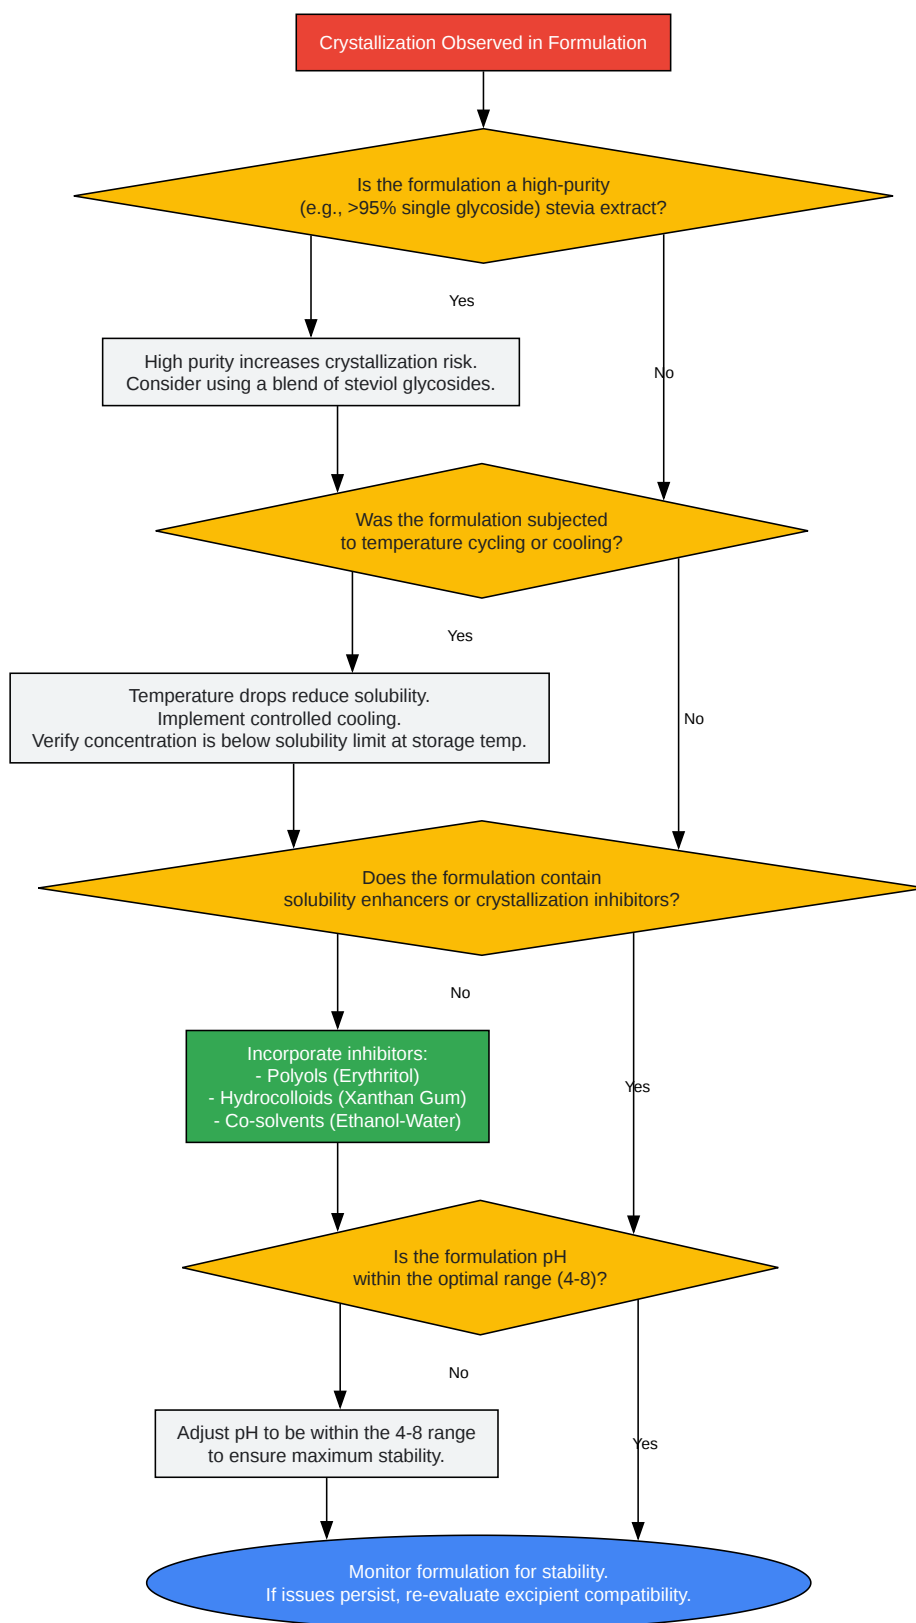 Crystallization Observed in Formulation
Is the formulation a high-purity
(e.g., >95% single glycoside) stevia extract?
Yes
High purity increases crystallization risk.
Consider using a blend of steviol glycosides.
No
Was the formulation subjected
to temperature cycling or cooling?
Yes
Temperature drops reduce solubility.
Implement controlled cooling.
Verify concentration is below solubility limit at storage temp.
No
Does the formulation contain
solubility enhancers or crystallization inhibitors?
No
Incorporate inhibitors:
- Polyols (Erythritol)
- Hydrocolloids (Xanthan Gum)
- Co-solvents (Ethanol-Water)
Yes
Is the formulation pH
within the optimal range (4-8)?
No
Adjust pH to be within the 4-8 range
to ensure maximum stability.
Yes
Monitor formulation for stability.
If issues persist, re-evaluate excipient compatibility.